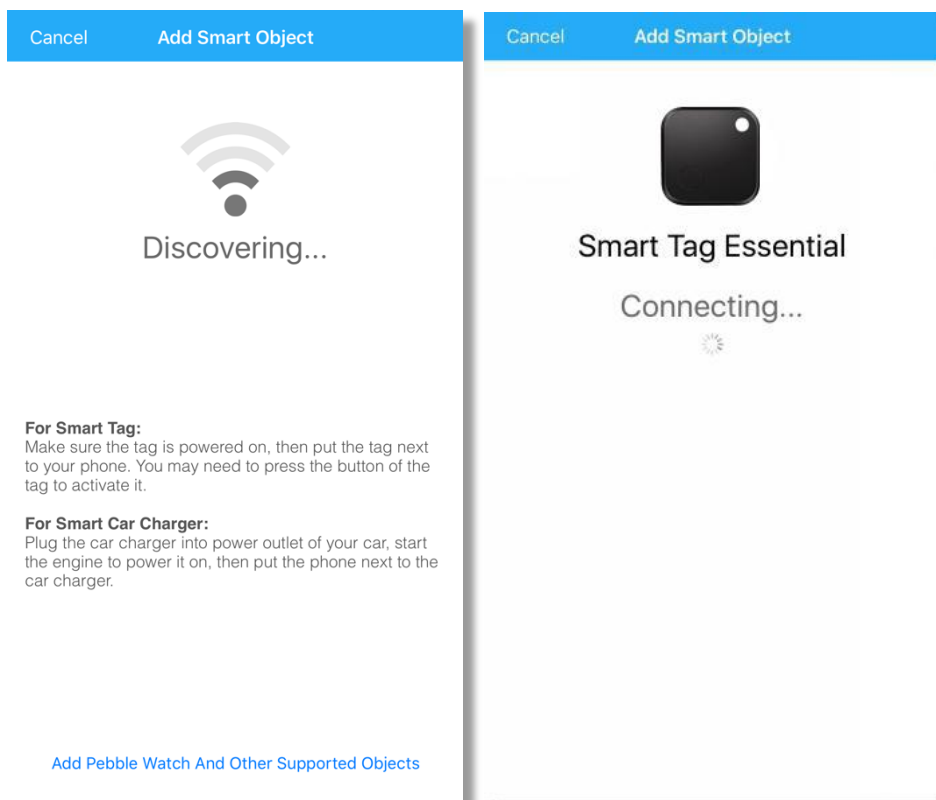 Cancel
Add Smart Object
Discovering...
For Smart Tag:
Make sure the tag is powered on, then put the tag next
to your phone. You may need to press the button of the
tag to activate it.
For Smart Car Charger:
Plug the car charger into power outlet of your car, start
the engine to power it on, then put the phone next to the
car charger.
Add Pebble Watch And Other Supported Objects
Cancel
Add Smart Object
Smart Tag Essential
Connecting...